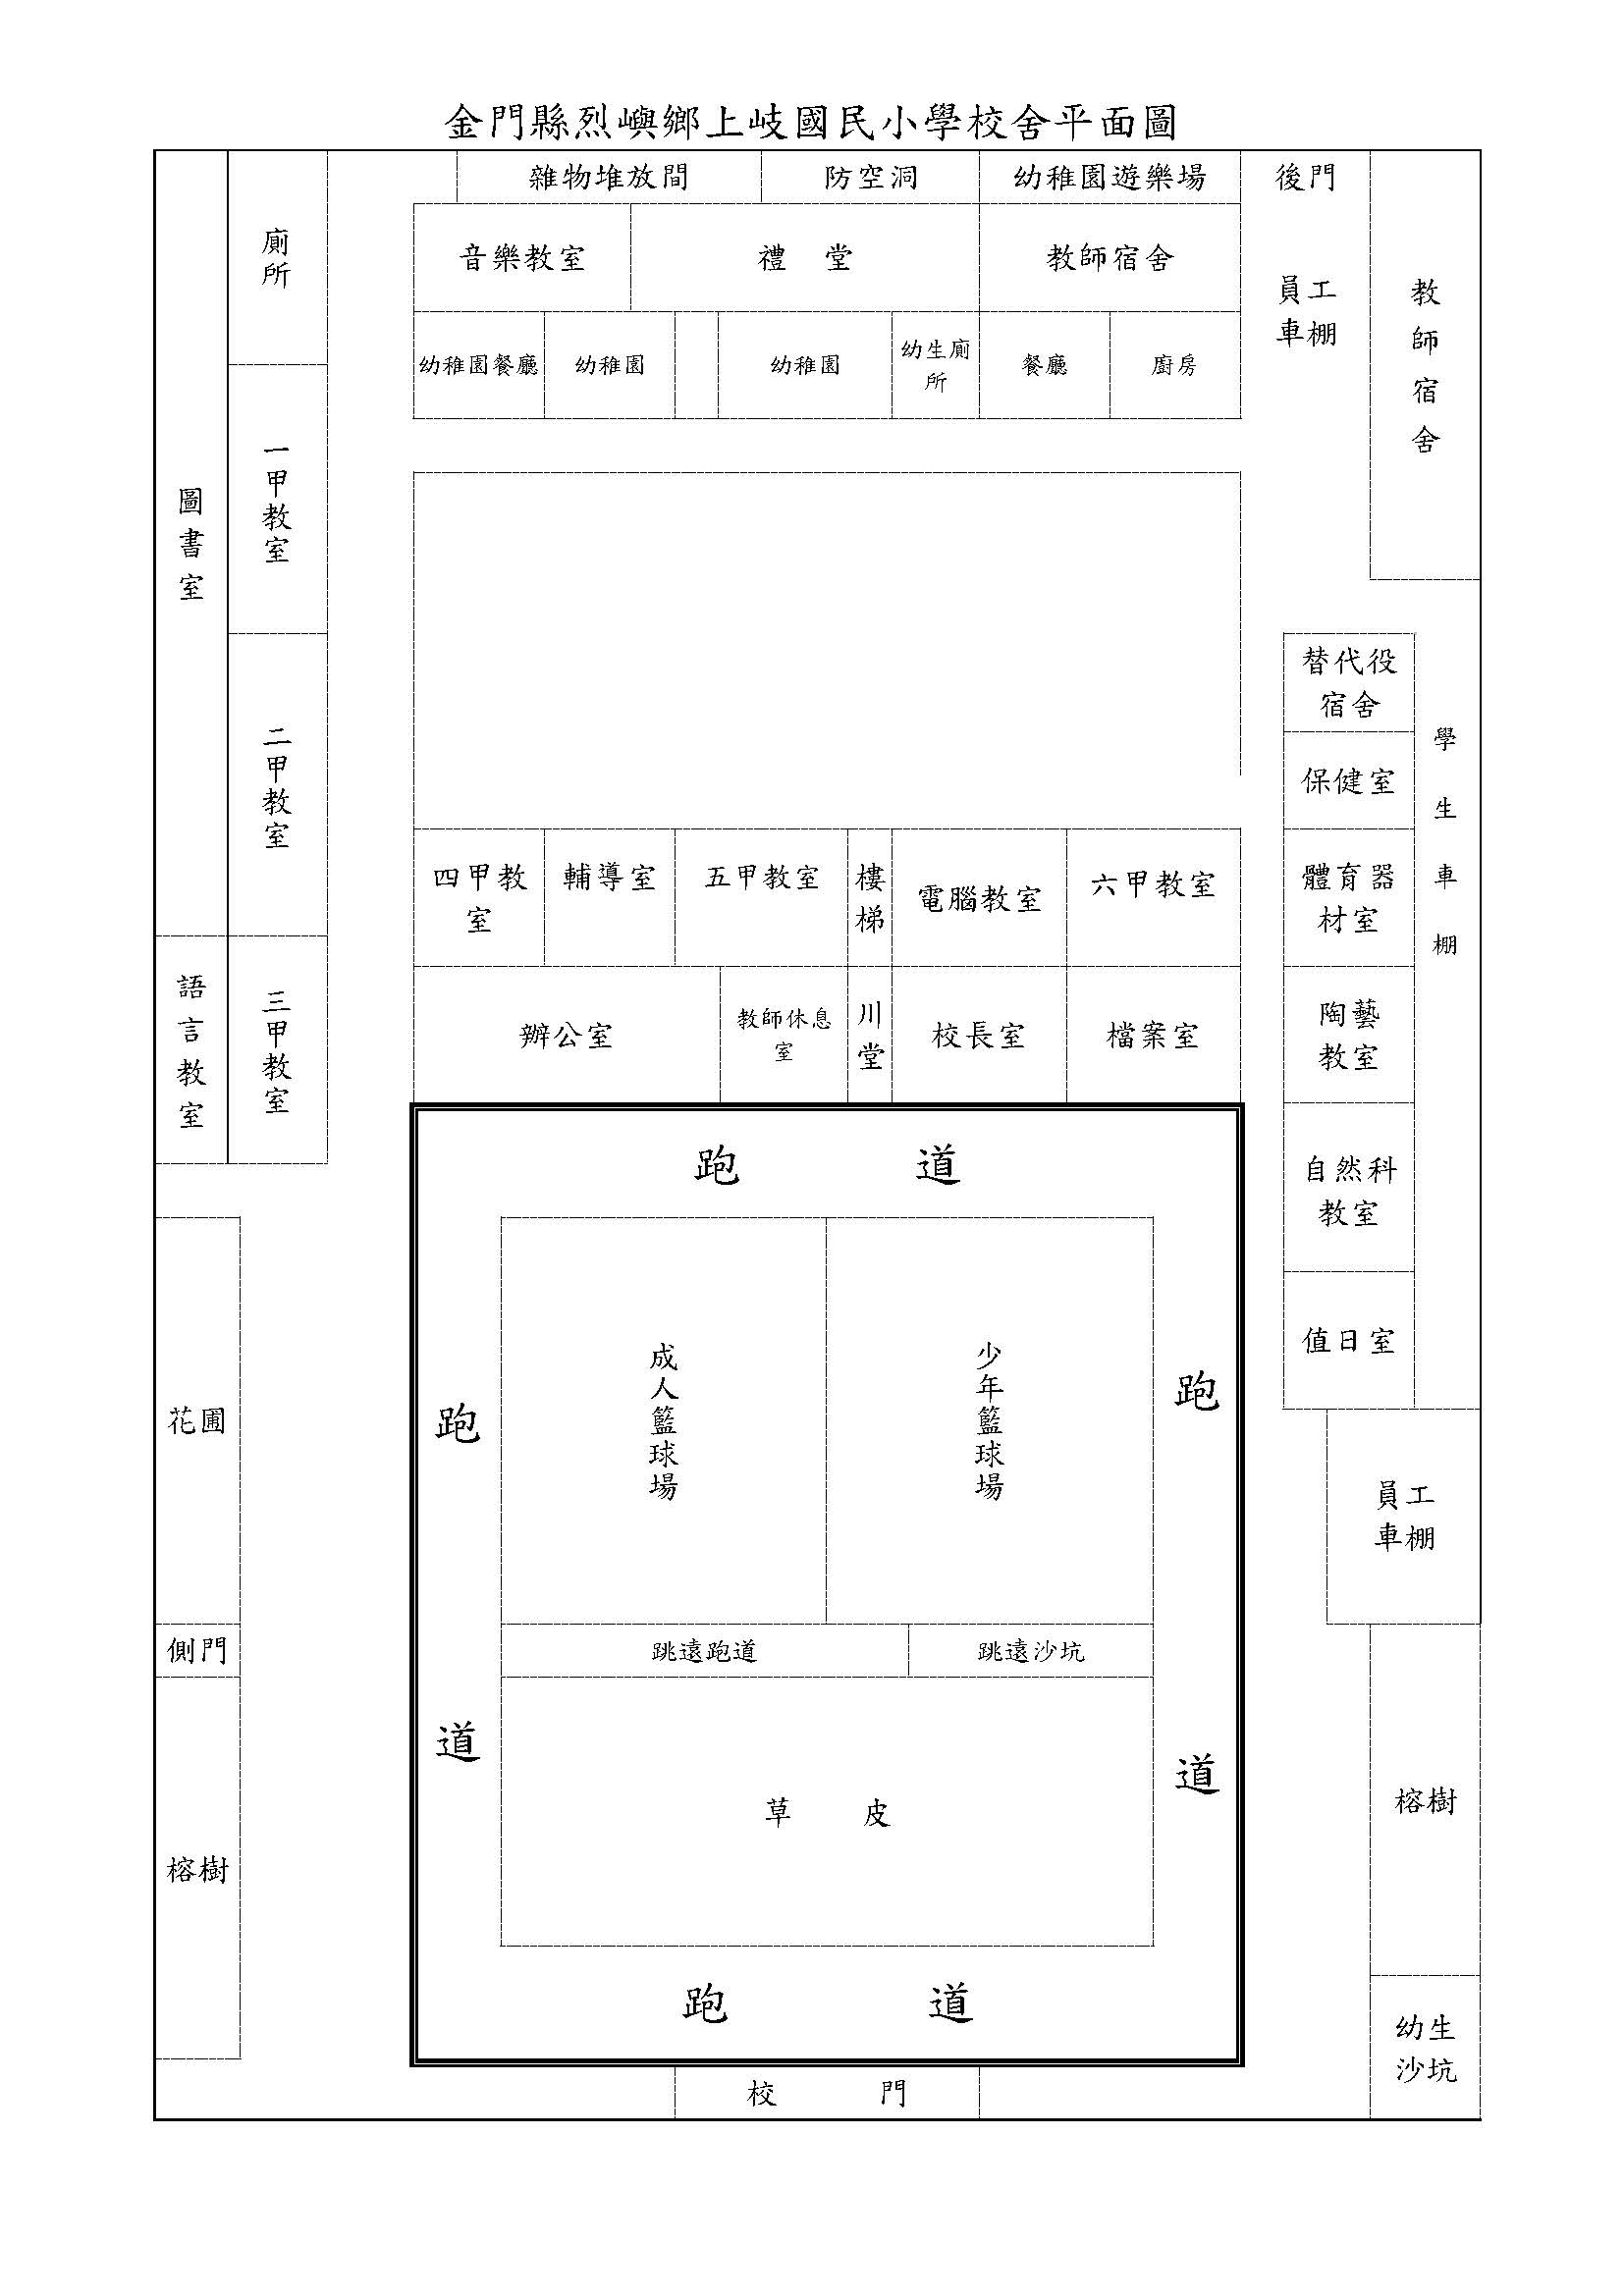 金門縣烈嶼鄉上岐國民小學校舍平面圖
雜物堆放間
防空洞
幼稚園遊樂場
後門
廁所
音樂教室
禮 堂
教師宿舍
員工
車棚
教師宿舍
幼稚園餐廳
幼稚園
幼稚園
幼生廁
所
餐廳
廚房
圖書室
一甲教室
二甲教室
替代役
宿舍
保健室
學生車棚
四甲教
室
輔導室
五甲教室
樓
梯
電腦教室
六甲教室
體育器
材室
語言教室
三甲教室
辦公室
教師休息
室
川
堂
校長室
檔案室
陶藝
教室
跑 道
自然科
教室
值日室
花圃
跑 道
成人籃球場
少年籃球場
跑 道
員工
車棚
側門
跳遠跑道
跳遠沙坑
榕樹
草 皮
榕樹
跑 道
幼生
沙坑
校 門